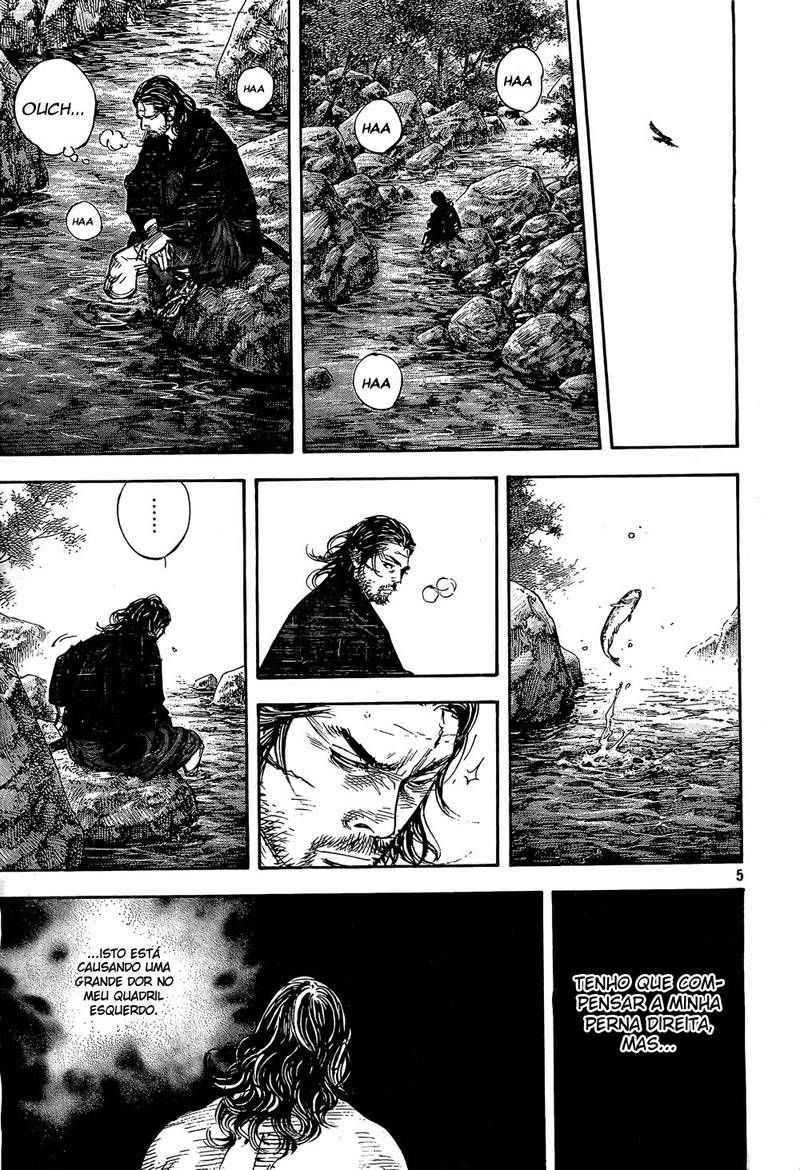 HAA
HAA
HAA
HAA
OUCH...
HAA
......
5
TENHO QUE COM-
PENSAR A MINHA
PERNA DIREITA,
MAS...
...ISTO ESTÁ
CAUSANDO UMA
GRANDE DOR NO
MEU QUADRIL
ESQUERDO.